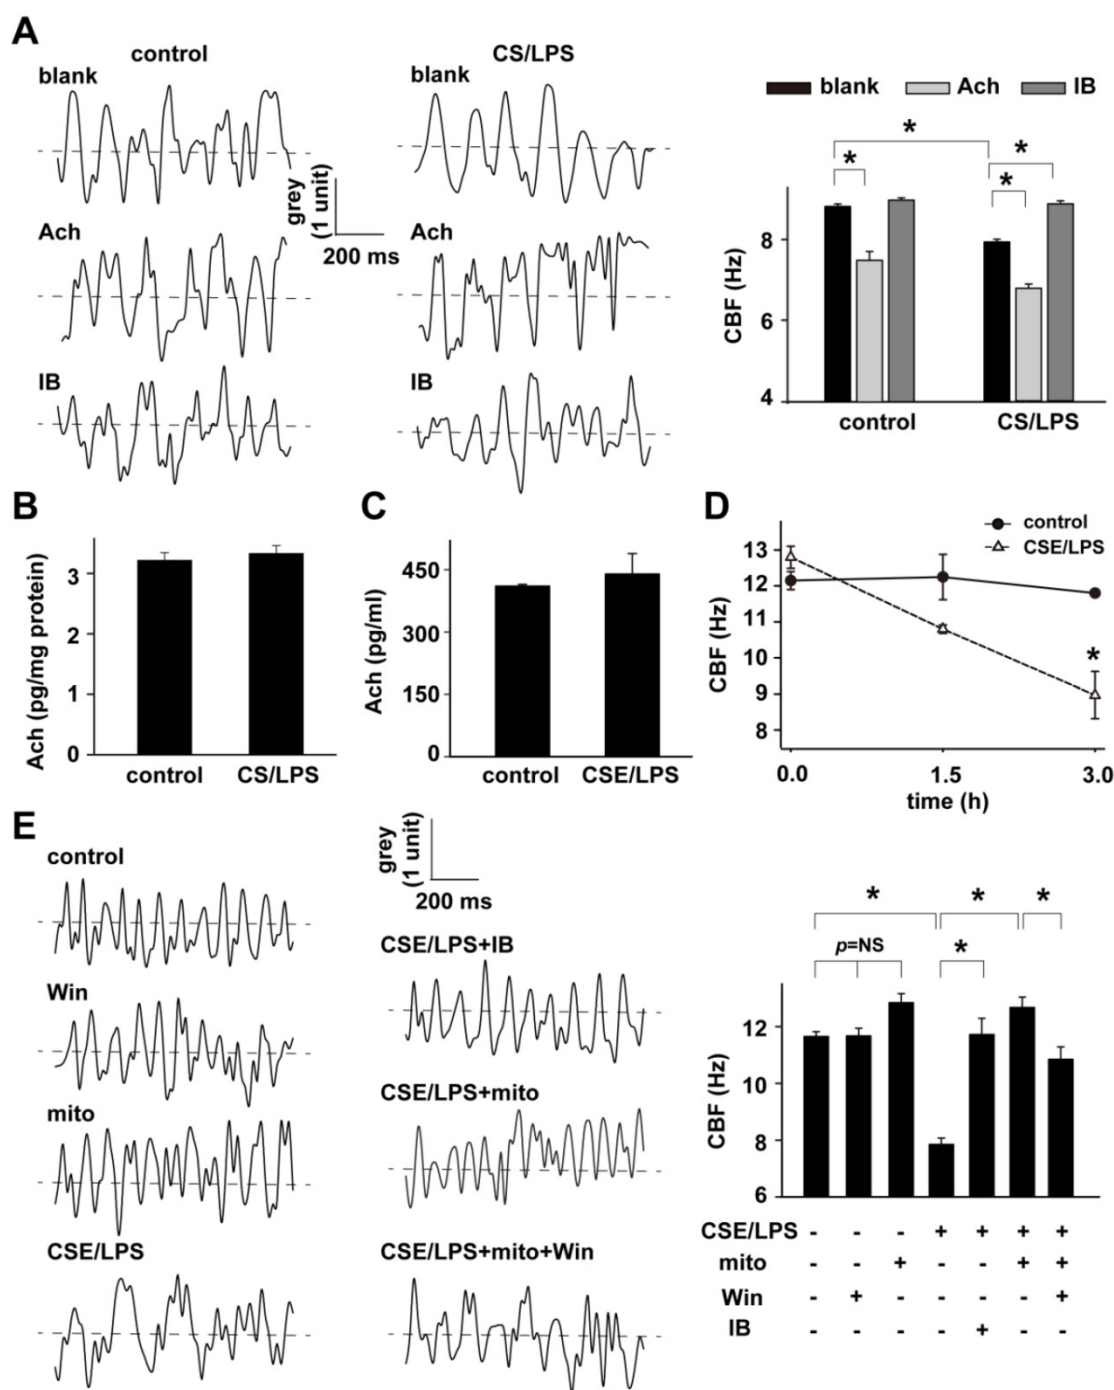 A
control
CS/LPS
blank
blank
blank Ach IB
grey
(1 unit)
200 ms
Ach
Ach
IB
IB
*
*
*
*
CBF (Hz)
8
6
4
control
CS/LPS
B
Ach (pg/mg protein)
3
2
1
0
control
CS/LPS
C
Ach (pg/ml)
450
300
150
0
control
CSE/LPS
D
control
CSE/LPS
CBF (Hz)
13
12
11
10
9
8
*
0.0
1.5
3.0
time (h)
E
control
Win
mito
CSE/LPS
grey
(1 unit)
200 ms
CSE/LPS+IB
CSE/LPS+mito
CSE/LPS+mito+Win
* * *
p=NS
*
CBF (Hz)
12
10
8
6
CSE/LPS - - - + + + +
mito - - + - - + +
Win - + - - - - +
IB - - - - + - -